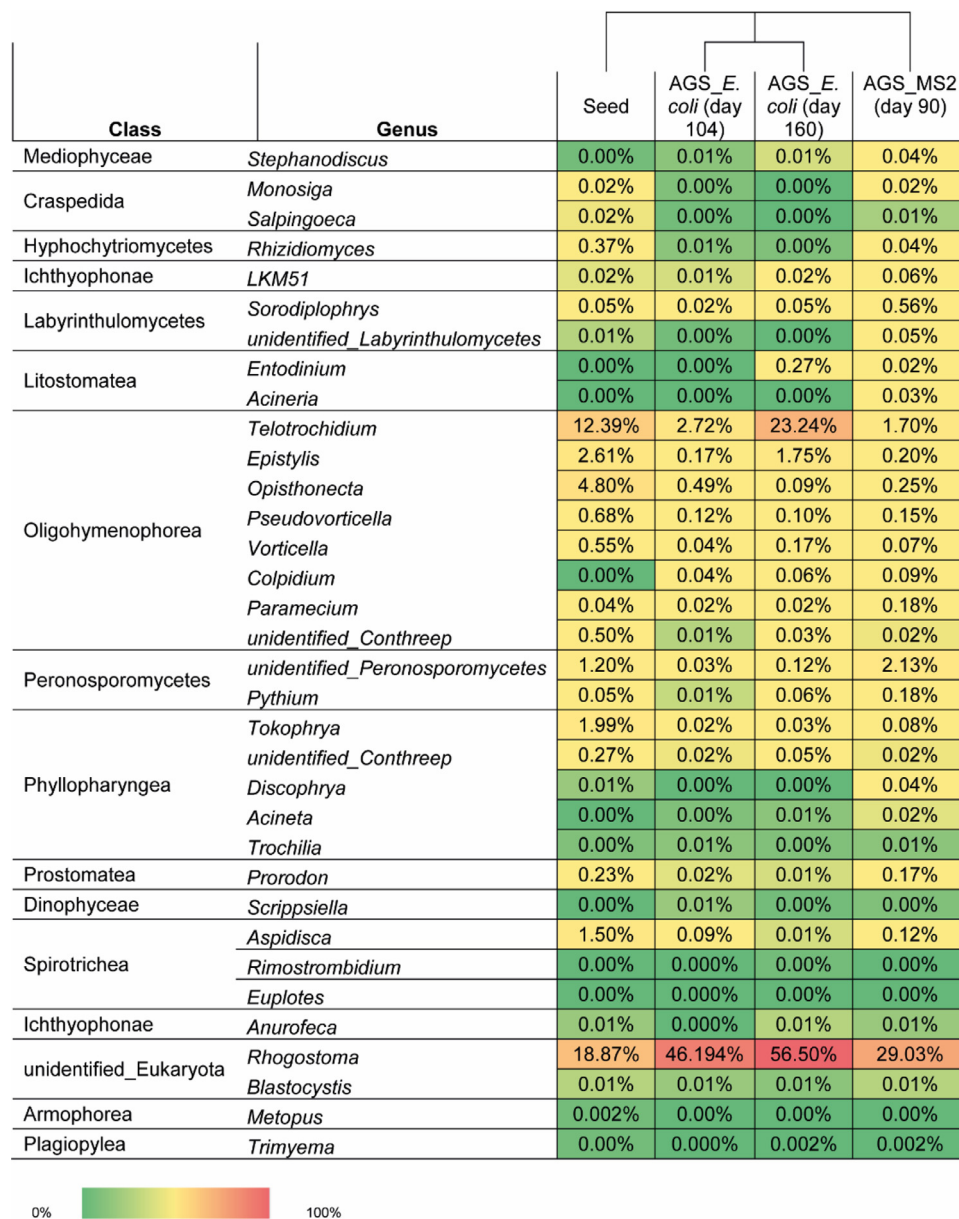 Class Genus Seed AGS_E. coli (day 104) AGS_E. coli (day 160) AGS_MS2 (day 90)
Mediophyceae Stephanodiscus 0.00% 0.01% 0.01% 0.04%
Craspedida Monosiga 0.02% 0.00% 0.00% 0.02%
Salpingoeca 0.02% 0.00% 0.00% 0.01%
Hyphochytriomycetes Rhizidiomyces 0.37% 0.01% 0.00% 0.04%
Ichthyophonae LKM51 0.02% 0.01% 0.02% 0.06%
Labyrinthulomycetes Sorodiplophrys 0.05% 0.02% 0.05% 0.56%
unidentified_Labyrinthulomycetes 0.01% 0.00% 0.00% 0.05%
Litostomatea Entodinium 0.00% 0.00% 0.27% 0.02%
Acineria 0.00% 0.00% 0.00% 0.03%
Oligohymenophorea Telotrochidium 12.39% 2.72% 23.24% 1.70%
Epistylis 2.61% 0.17% 1.75% 0.20%
Opisthonecta 4.80% 0.49% 0.09% 0.25%
Pseudovorticella 0.68% 0.12% 0.10% 0.15%
Vorticella 0.55% 0.04% 0.17% 0.07%
Colpidium 0.00% 0.04% 0.06% 0.09%
Paramecium 0.04% 0.02% 0.02% 0.18%
unidentified_Conthreep 0.50% 0.01% 0.03% 0.02%
Peronosporomycetes unidentified_Peronosporomycetes 1.20% 0.03% 0.12% 2.13%
Pythium 0.05% 0.01% 0.06% 0.18%
Phyllopharyngea Tokophrya 1.99% 0.02% 0.03% 0.08%
unidentified_Conthreep 0.27% 0.02% 0.05% 0.02%
Discophrya 0.01% 0.00% 0.00% 0.04%
Acineta 0.00% 0.00% 0.01% 0.02%
Trochilia 0.00% 0.01% 0.00% 0.01%
Prostomatea Prorodon 0.23% 0.02% 0.01% 0.17%
Dinophyceae Scrippsiella 0.00% 0.01% 0.00% 0.00%
Spirotrichea Aspidisca 1.50% 0.09% 0.01% 0.12%
Rimostrombidium 0.00% 0.000% 0.00% 0.00%
Euplotes 0.00% 0.000% 0.00% 0.00%
Ichthyophonae Anurofeca 0.01% 0.000% 0.01% 0.01%
unidentified_Eukaryota Rhogostoma 18.87% 46.194% 56.50% 29.03%
Blastocystis 0.01% 0.01% 0.01% 0.01%
Armophorea Metopus 0.002% 0.00% 0.00% 0.00%
Plagiopylea Trimyema 0.00% 0.000% 0.002% 0.002%
0% 100%